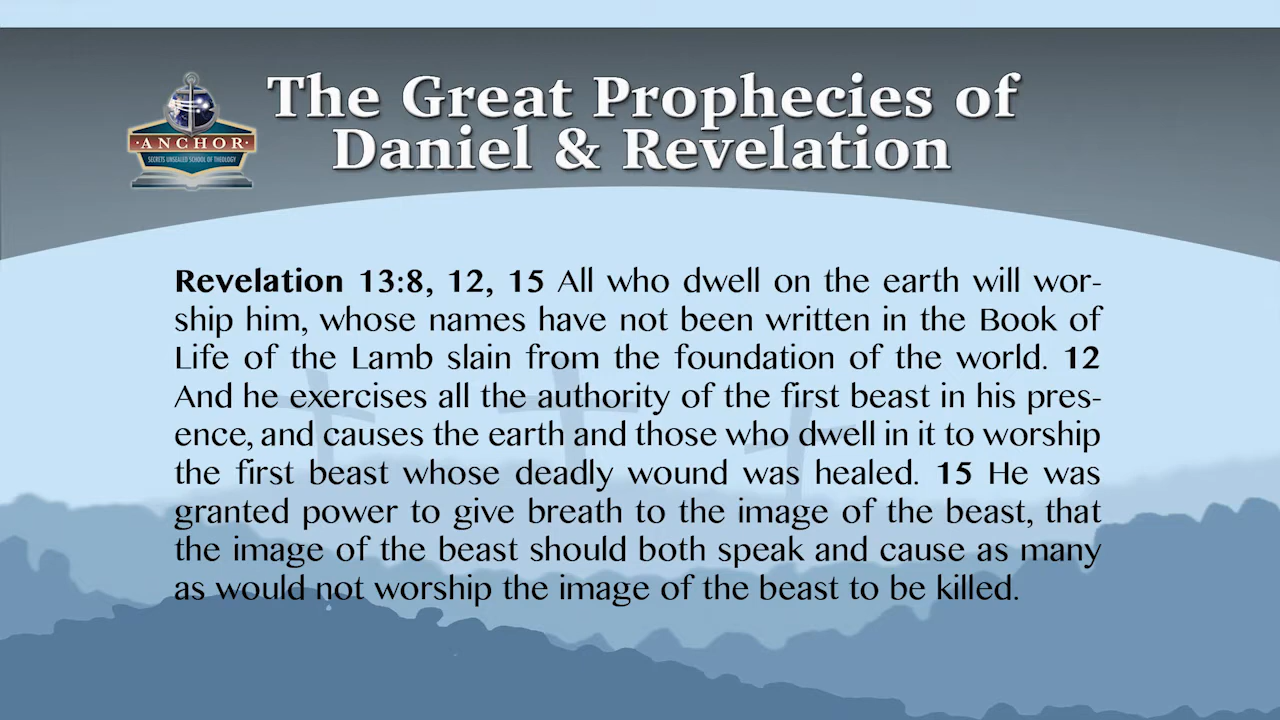 The Great Prophecies of
Daniel & Revelation
·ANCHOR·
SECRETS UNSEALED SCHOOL OF THEOLOGY
Revelation 13:8, 12, 15 All who dwell on the earth will wor-
ship him, whose names have not been written in the Book of
Life of the Lamb slain from the foundation of the world. 12
And he exercises all the authority of the first beast in his pres-
ence, and causes the earth and those who dwell in it to worship
the first beast whose deadly wound was healed. 15 He was
granted power to give breath to the image of the beast, that
the image of the beast should both speak and cause as many
as would not worship the image of the beast to be killed.